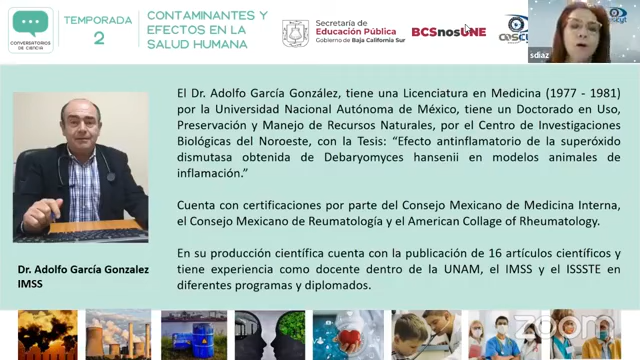 CONVERSATORIOS
DE CIENCIA
TEMPORADA
2
CONTAMINANTES Y
EFECTOS EN LA
SALUD HUMANA
Secretaría de
Educación Pública
Gobierno de Baja California Sur
BCSnosUNE
coscyt
sdiaz
El Dr. Adolfo García González, tiene una Licenciatura en Medicina (1977 - 1981)
por la Universidad Nacional Autónoma de México, tiene un Doctorado en Uso,
Preservación y Manejo de Recursos Naturales, por el Centro de Investigaciones
Biológicas del Noroeste, con la Tesis: “Efecto antinflamatorio de la superóxido
dismutasa obtenida de Debaryomyces hansenii en modelos animales de
inflamación.”
Cuenta con certificaciones por parte del Consejo Mexicano de Medicina Interna,
el Consejo Mexicano de Reumatología y el American Collage of Rheumatology.
En su producción científica cuenta con la publicación de 16 artículos científicos y
tiene experiencia como docente dentro de la UNAM, el IMSS y el ISSSTE en
diferentes programas y diplomados.
Dr. Adolfo García Gonzalez
IMSS
zoom